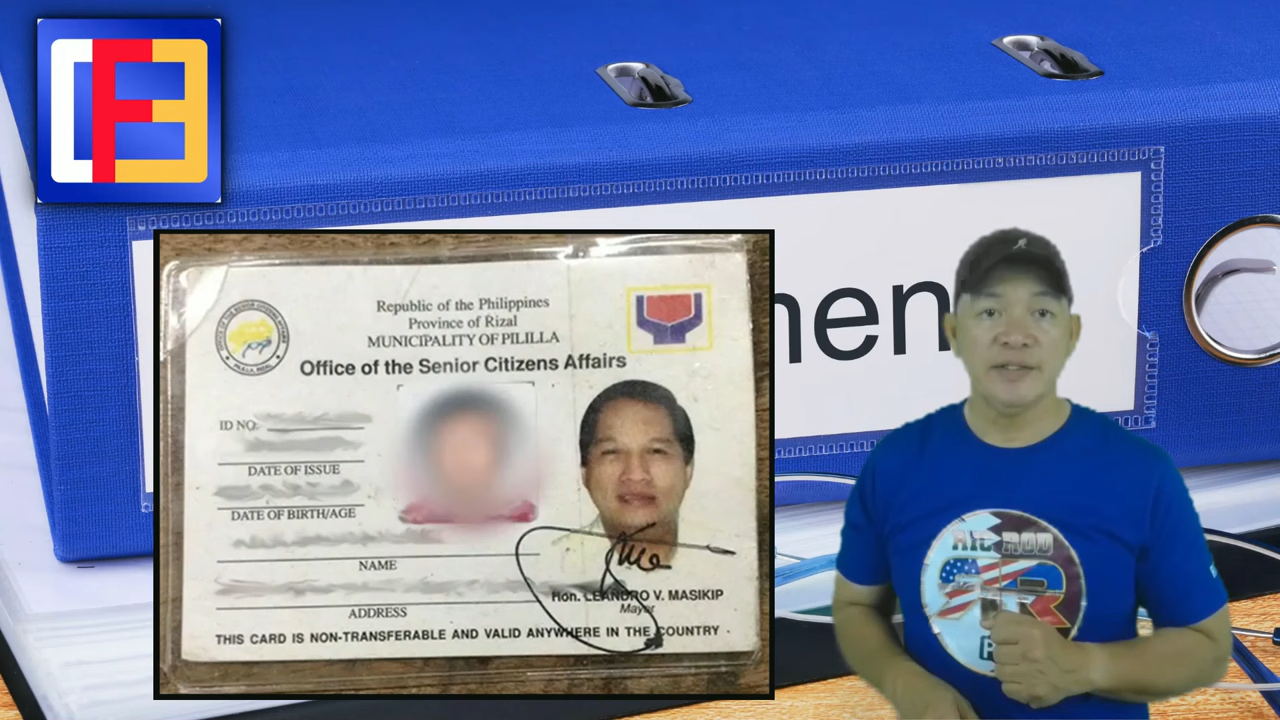 Republic of the Philippines
Province of Rizal
MUNICIPALITY OF PILILLA
Office of the Senior Citizens Affairs
ID NO.
DATE OF ISSUE
DATE OF BIRTH/AGE
NAME
ADDRESS
Hon. LEANDRO V. MASIKIP
Mayor
THIS CARD IS NON-TRANSFERABLE AND VALID ANYWHERE IN THE COUNTRY
RIC ROD